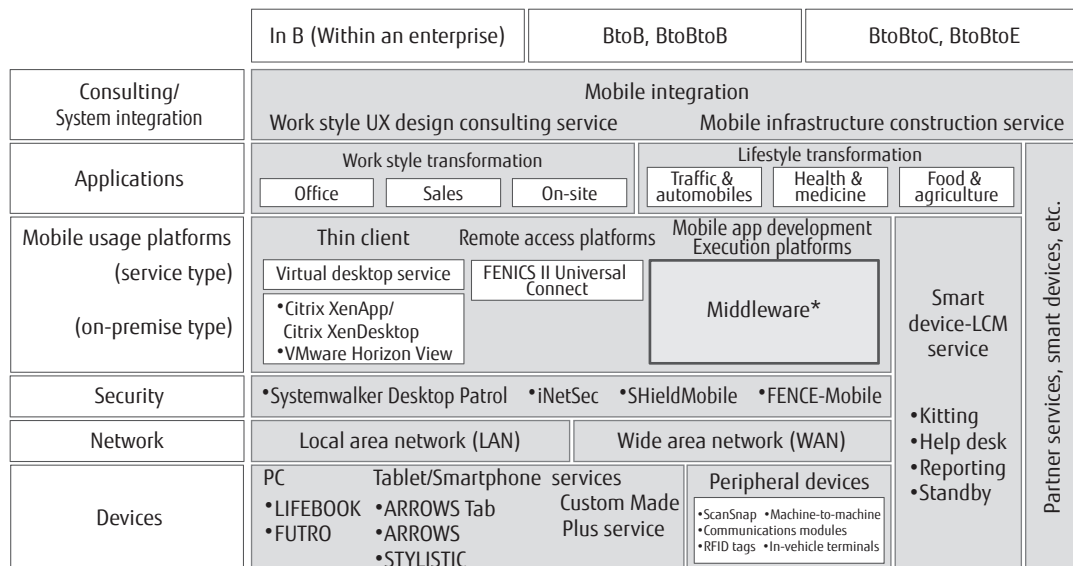 In B (Within an enterprise)
BtoB, BtoBtoB
BtoBtoC, BtoBtoE
Consulting/
System integration
Mobile integration
Work style UX design consulting service
Mobile infrastructure construction service
Applications
Work style transformation
Office
Sales
On-site
Lifestyle transformation
Traffic &
automobiles
Health &
medicine
Food &
agriculture
Partner services, smart devices, etc.
Mobile usage platforms
(service type)
(on-premise type)
Thin client
Virtual desktop service
•Citrix XenApp/
Citrix XenDesktop
•VMware Horizon View
Remote access platforms
FENICS II Universal
Connect
Mobile app development
Execution platforms
Middleware*
Smart
device-LCM
service
•Kitting
•Help desk
•Reporting
•Standby
Security
•Systemwalker Desktop Patrol •iNetSec •SHieldMobile •FENCE-Mobile
Network
Local area network (LAN)
Wide area network (WAN)
Devices
PC
•LIFEBOOK
•FUTRO
Tablet/Smartphone services
•ARROWS Tab
•ARROWS
•STYLISTIC
Custom Made
Plus service
Peripheral devices
•ScanSnap •Machine-to-machine
•Communications modules
•RFID tags •In-vehicle terminals